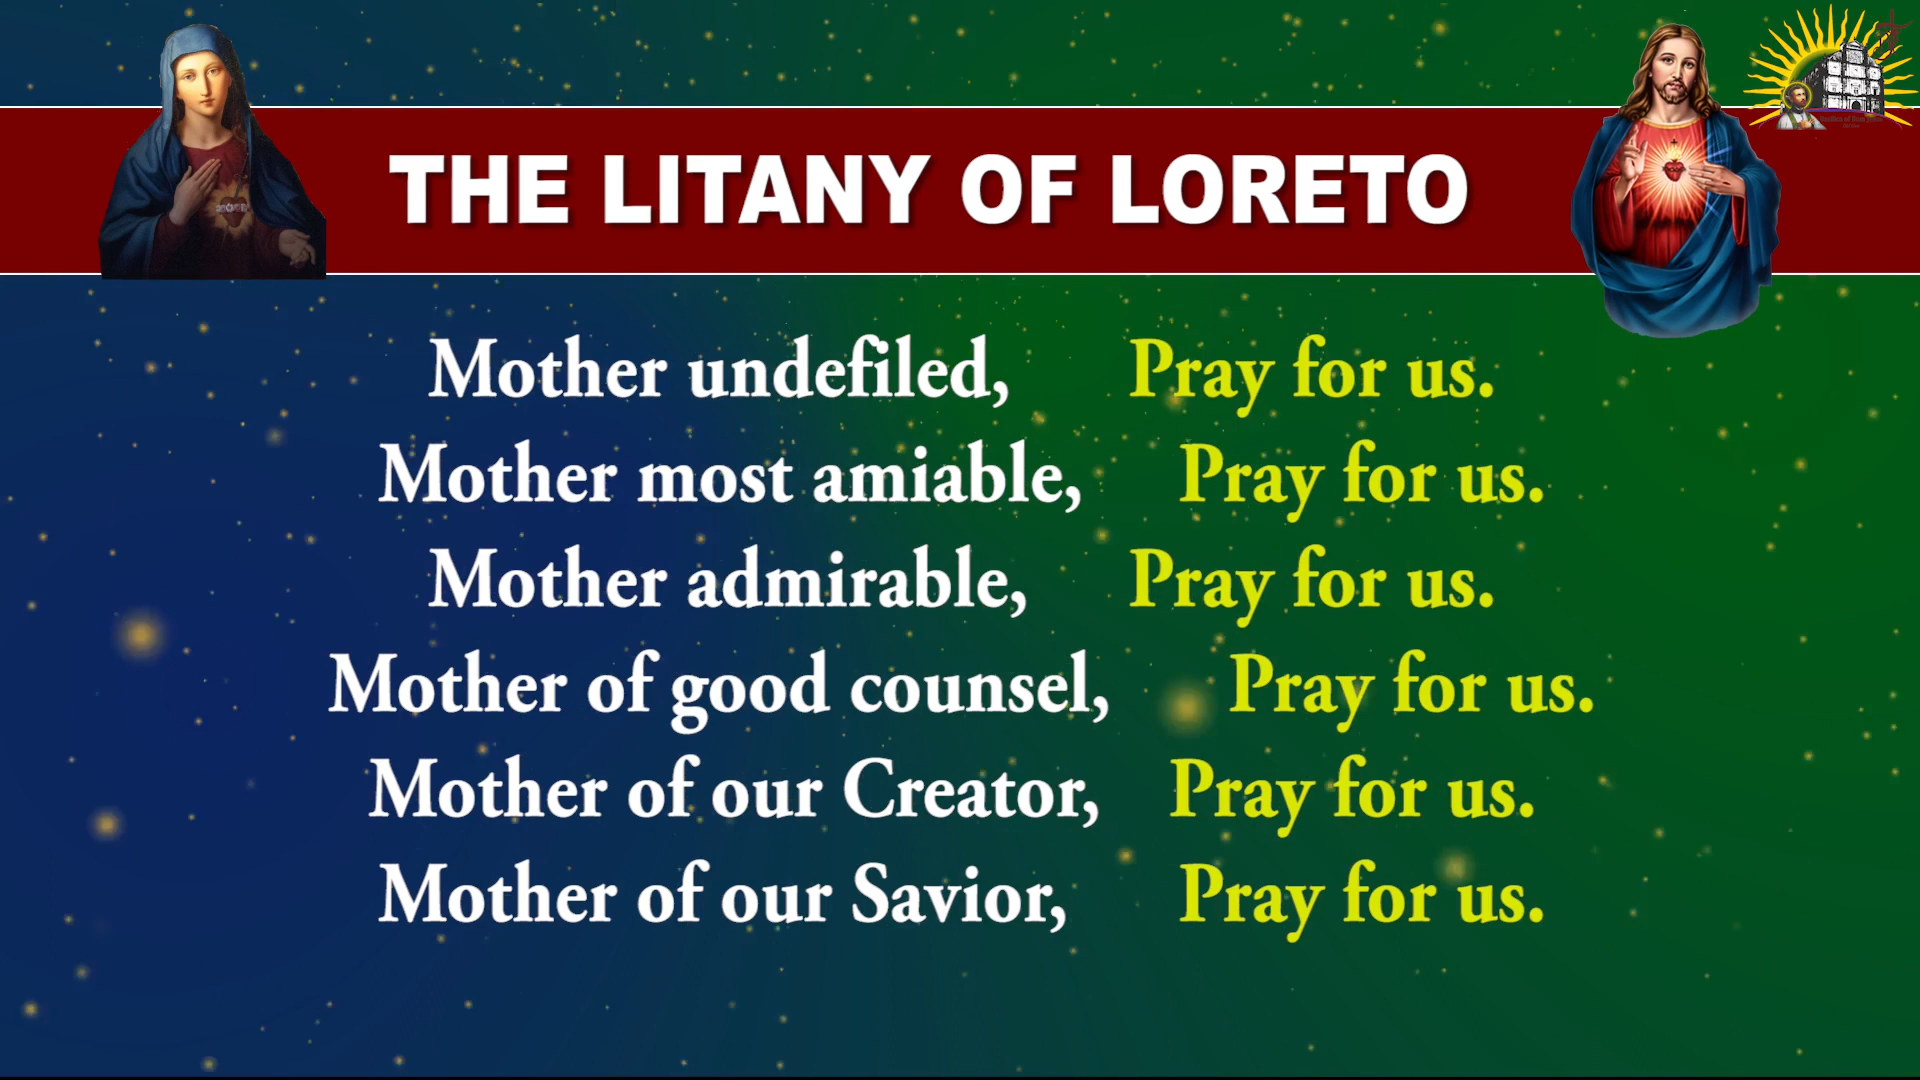 THE LITANY OF LORETO
Mother undefiled, Pray for us.
Mother most amiable, Pray for us.
Mother admirable, Pray for us.
Mother of good counsel, Pray for us.
Mother of our Creator, Pray for us.
Mother of our Savior, Pray for us.